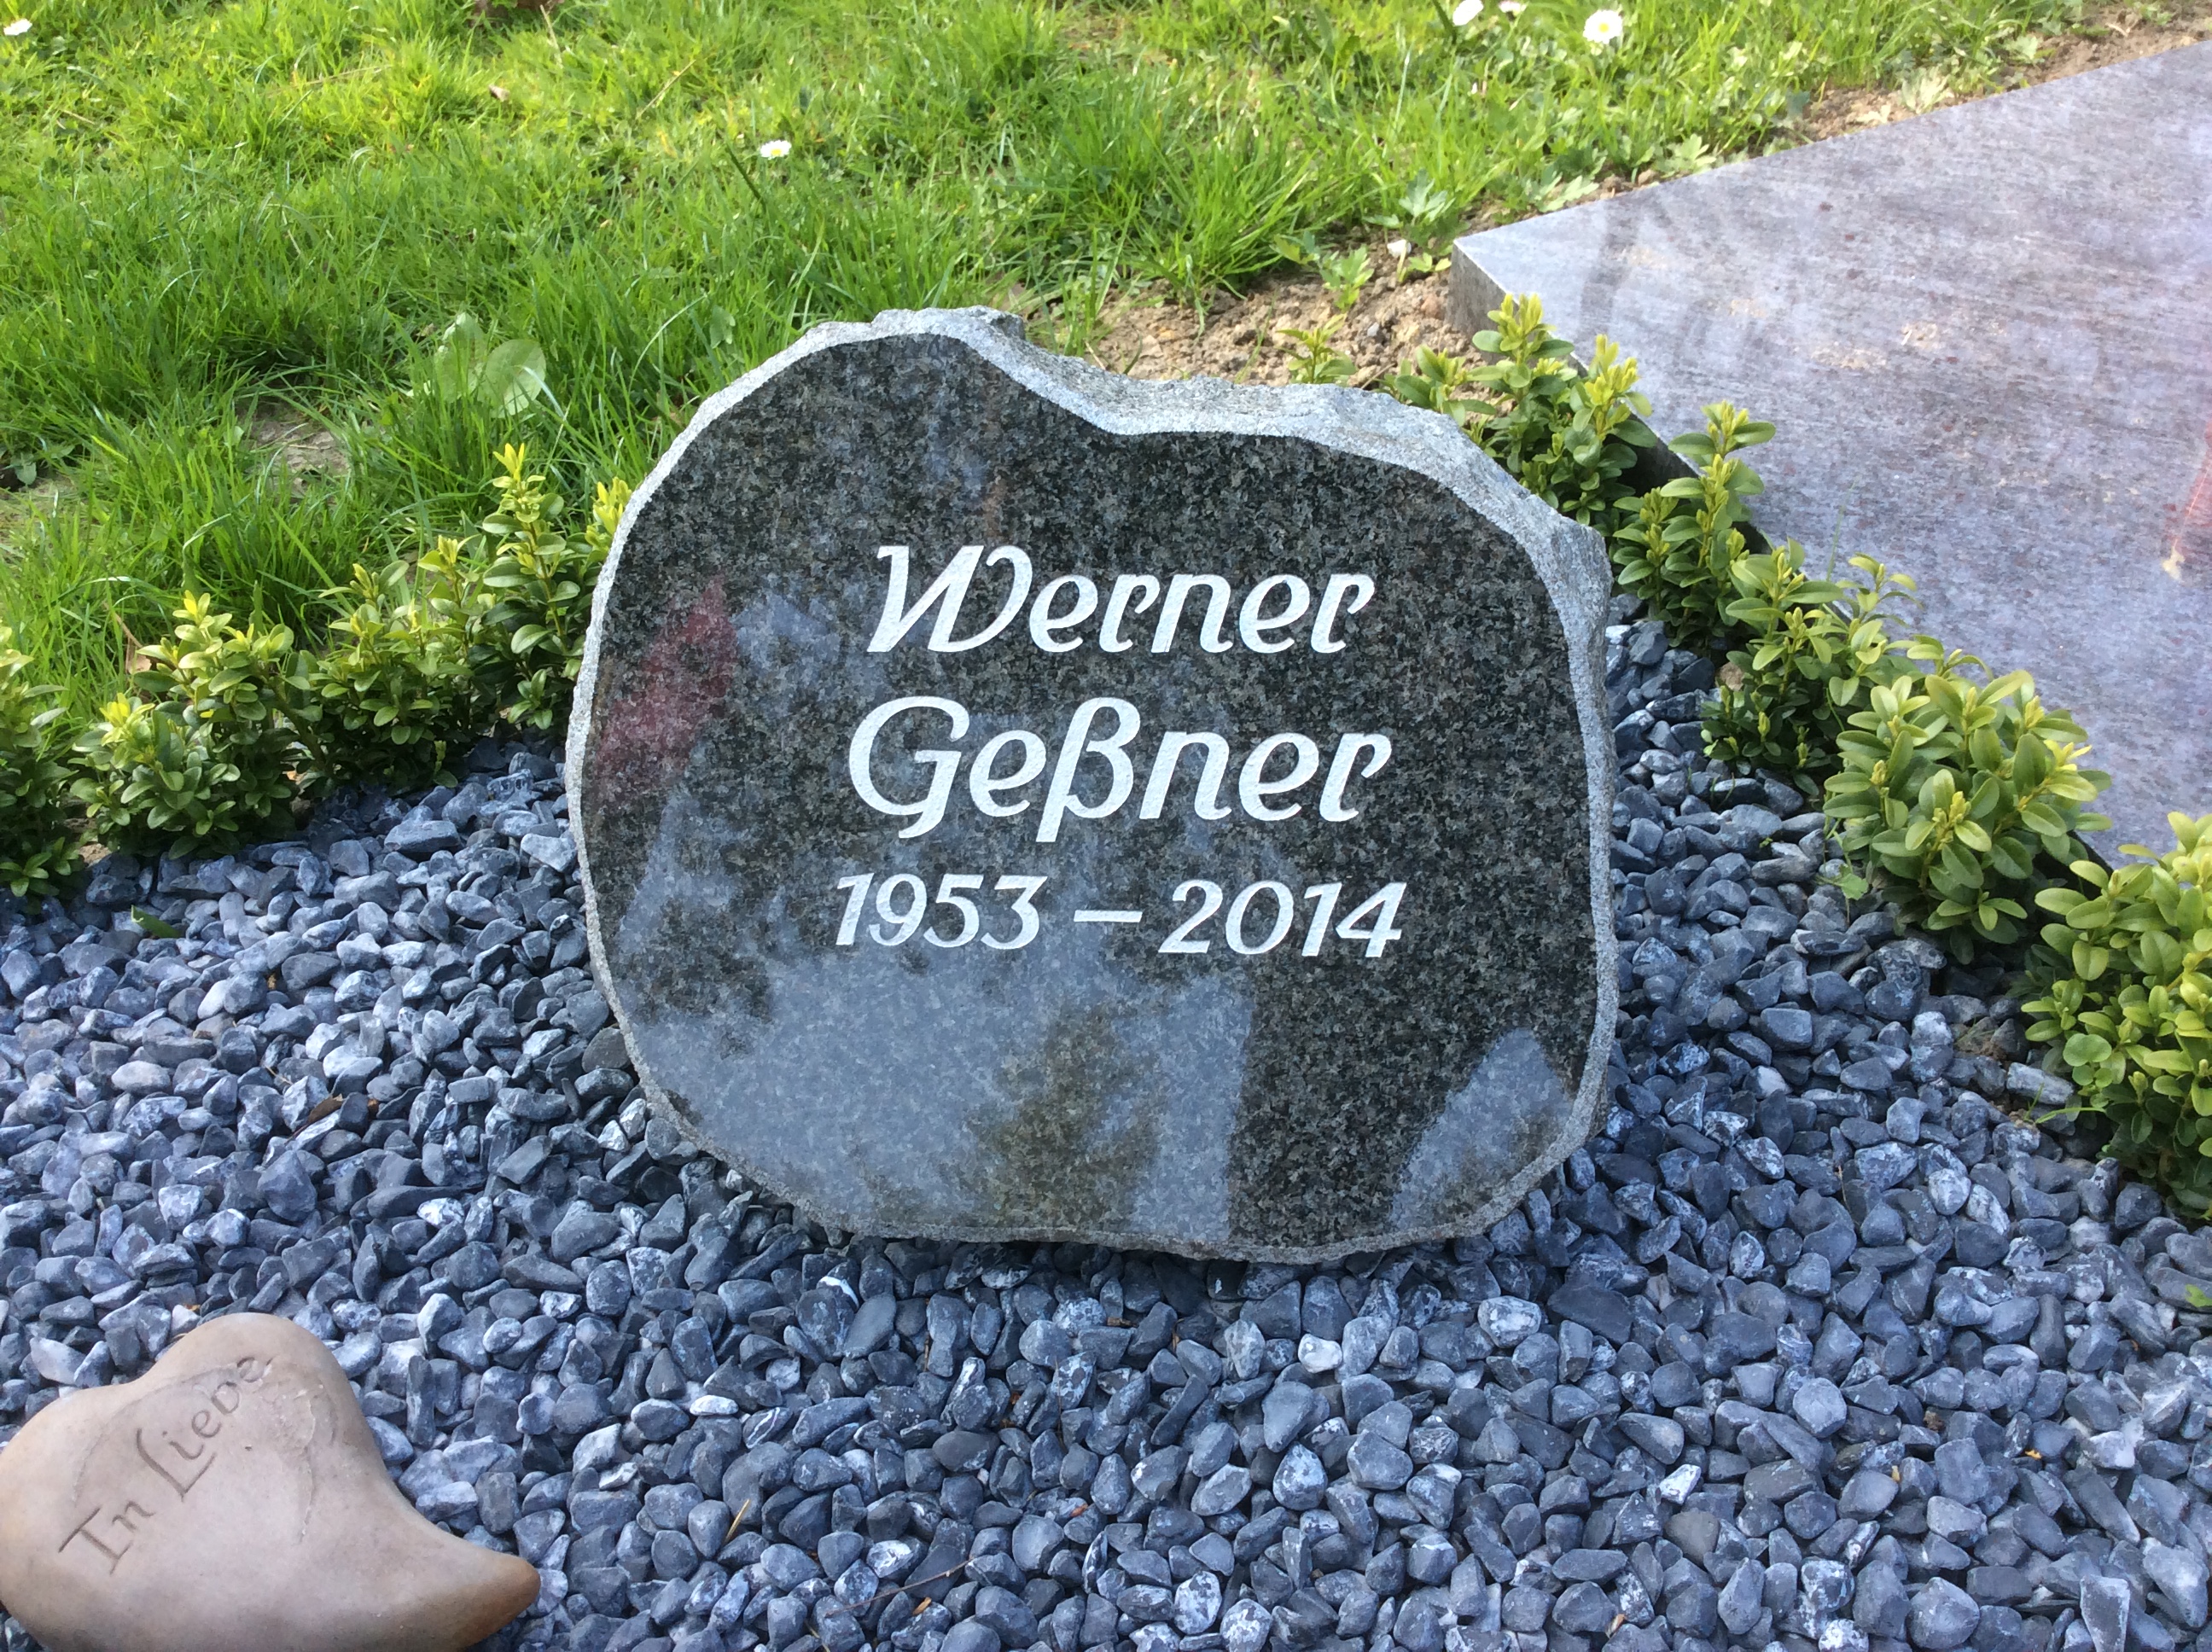 Werner
Geßner
1953 – 2014
In Liebe